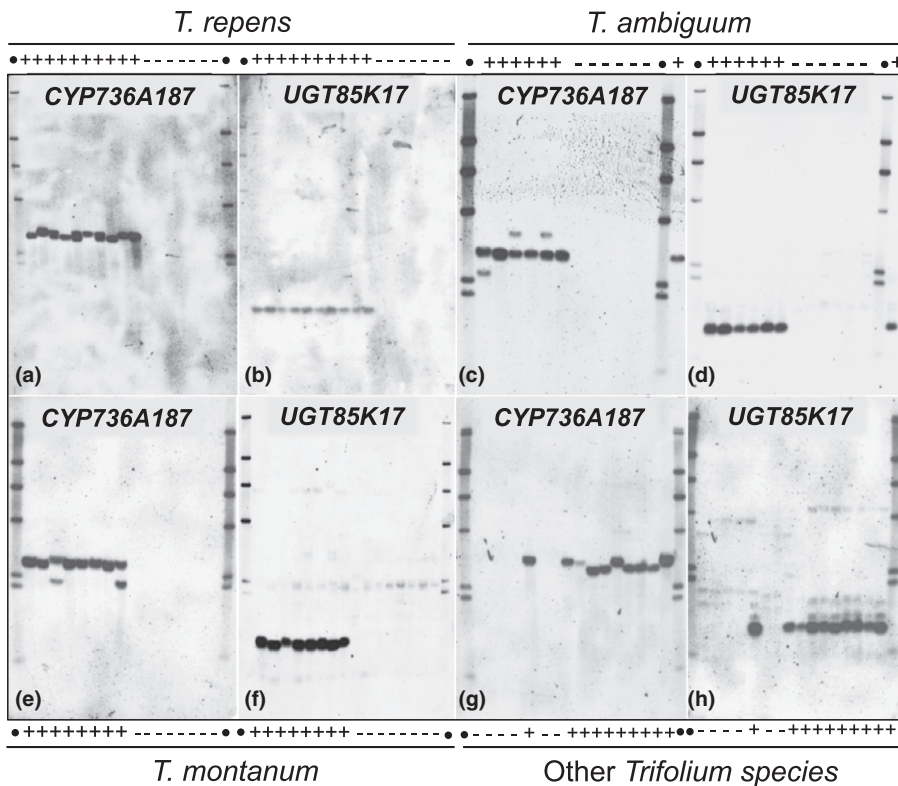 T. repens
T. ambiguum
CYP736A187 UGT85K17 CYP736A187 UGT85K17
(a) (b) (c) (d)
CYP736A187 UGT85K17 CYP736A187 UGT85K17
(e) (f) (g) (h)
T. montanum
Other Trifolium species